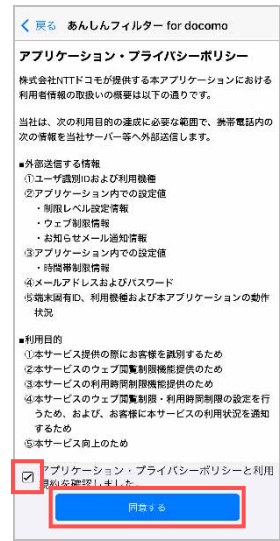 戻る あんしんフィルター for docomo
アプリケーション・プライバシーポリシー
株式会社NTTドコモが提供する本アプリケーションにおける
利用者情報の取扱いの概要は以下の通りです。
当社は、次の利用目的の達成に必要な範囲で、携帯電話内の
次の情報を当社サーバー等へ外部送信します。
■外部送信する情報
①ユーザ識別IDおよび利用機種
②アプリケーション内での設定値
・制限レベル設定情報
・ウェブ制限情報
・お知らせメール通知情報
③アプリケーション内での設定値
・時間帯制限情報
④メールアドレスおよびパスワード
⑤端末固有ID、利用機種および本アプリケーションの動作
状況
■利用目的
①本サービス提供の際にお客様を識別するため
②本サービスのウェブ閲覧制限機能提供のため
③本サービスの利用時間制限機能提供のため
④本サービスのウェブ閲覧制限・利用時間制限の設定を行
うため、および、お客様に本サービスの利用状況を通知
するため
⑤本サービス向上のため
アプリケーション・プライバシーポリシーと利用
規約を確認しました。
同意する